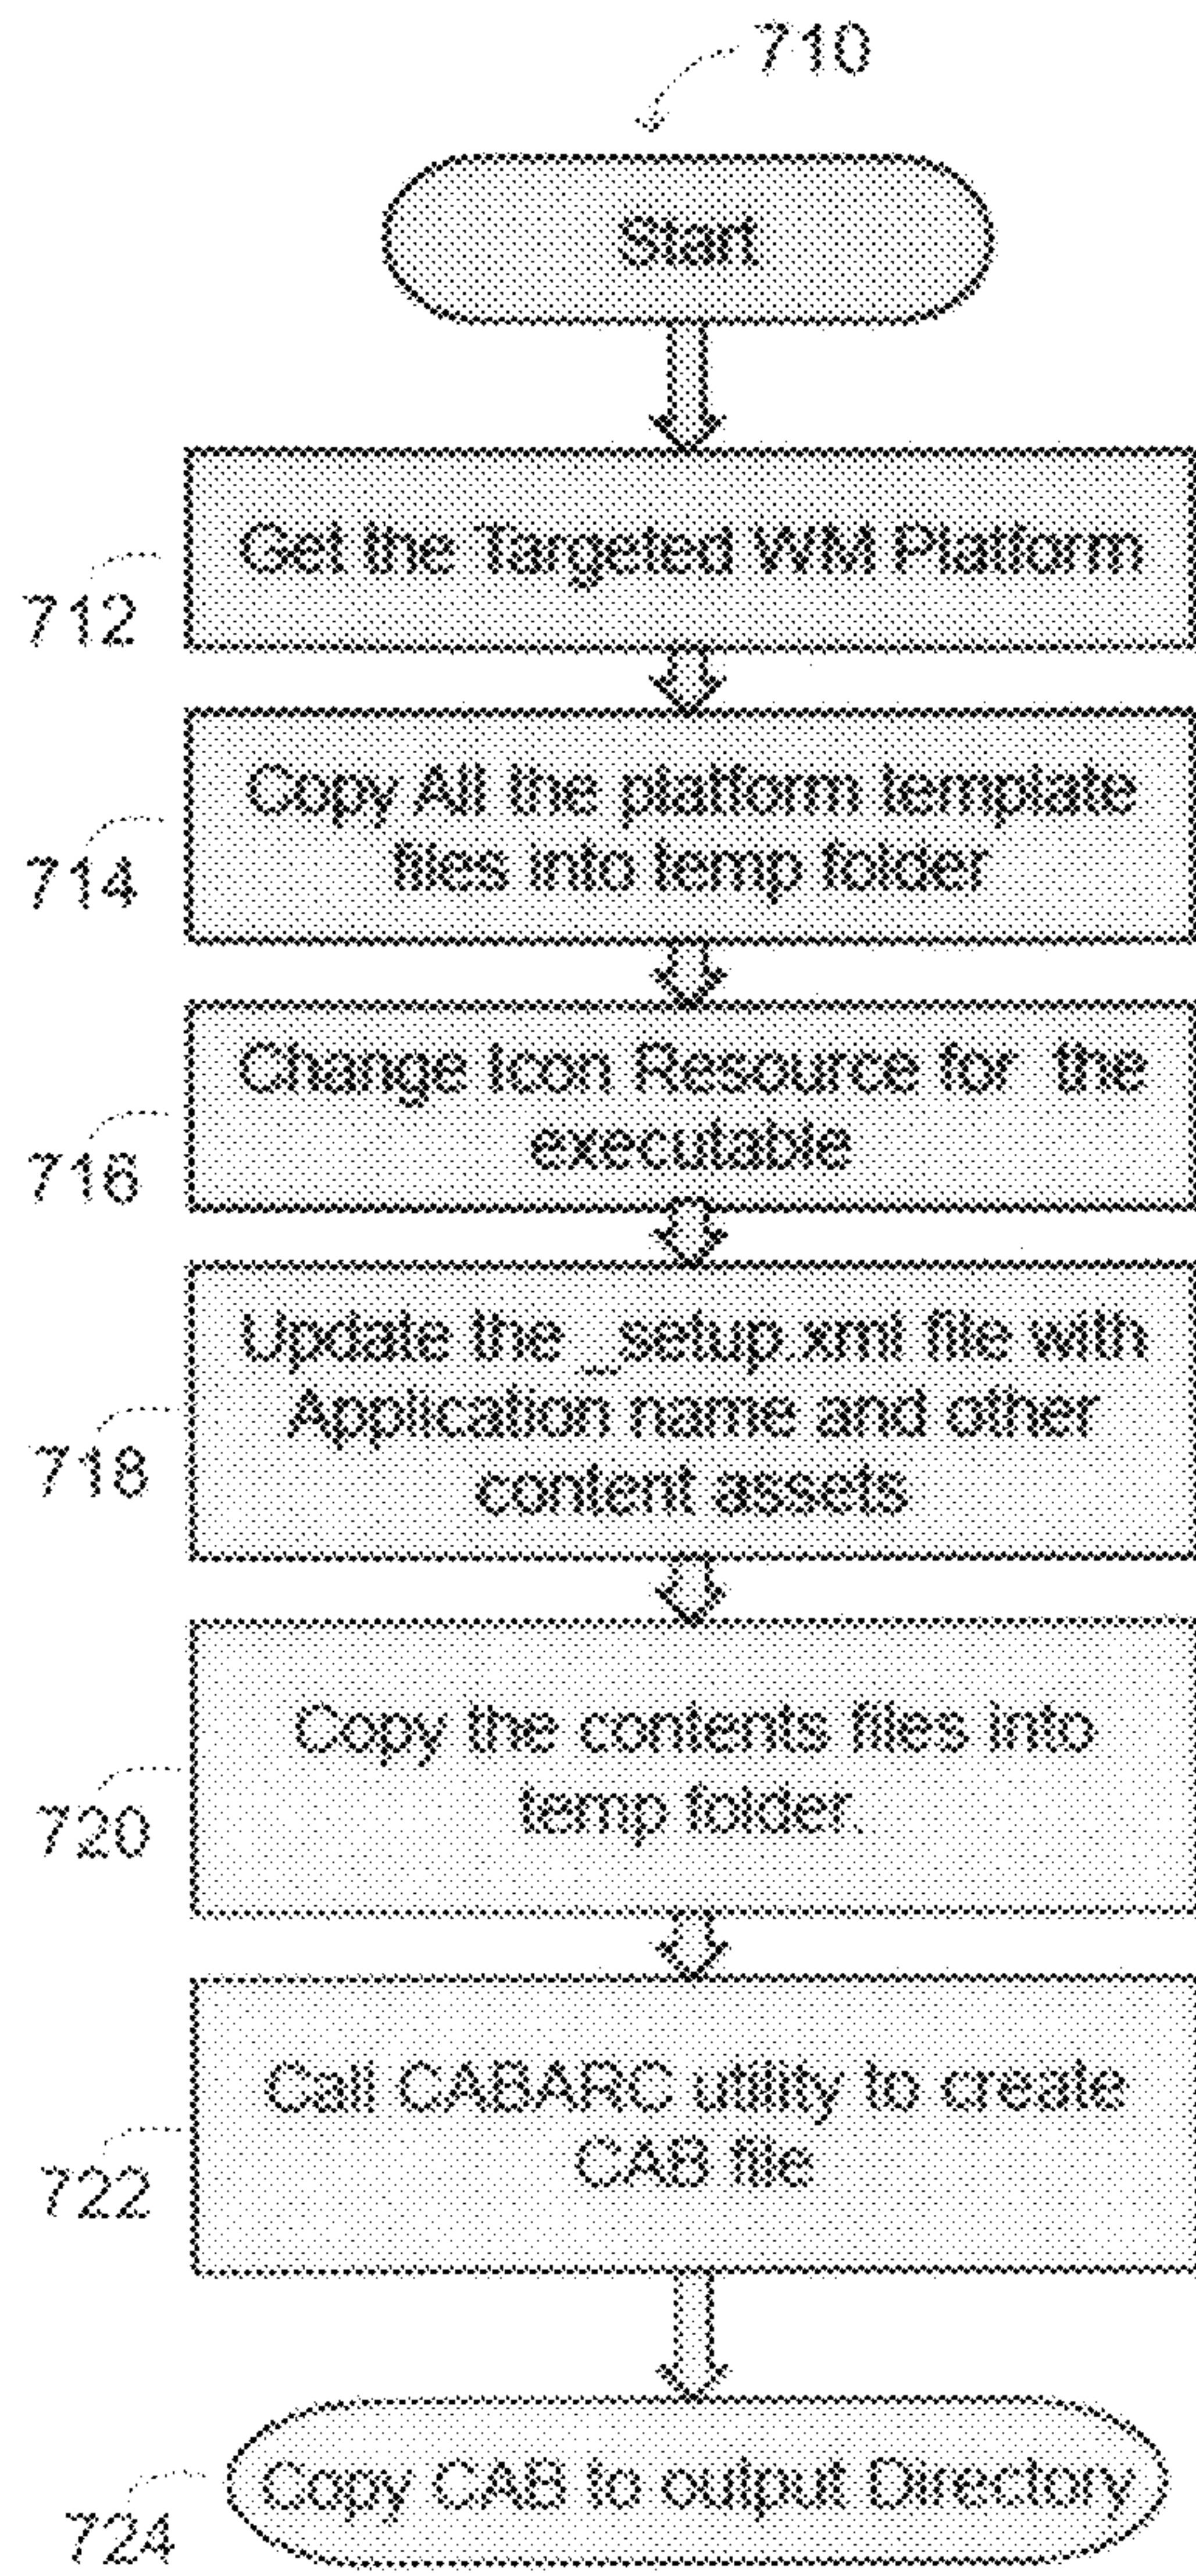 710
Start
Get the Targeted WM Platform
712
Copy All the platform template
files into temp folder
714
Change Icon Resource for the
executable
716
Update the _setup.xml file with
Application name and other
content assets
718
Copy the contents files into
temp folder.
720
Call CABARC utility to create
CAB file
722
Copy CAB to output Directory
724